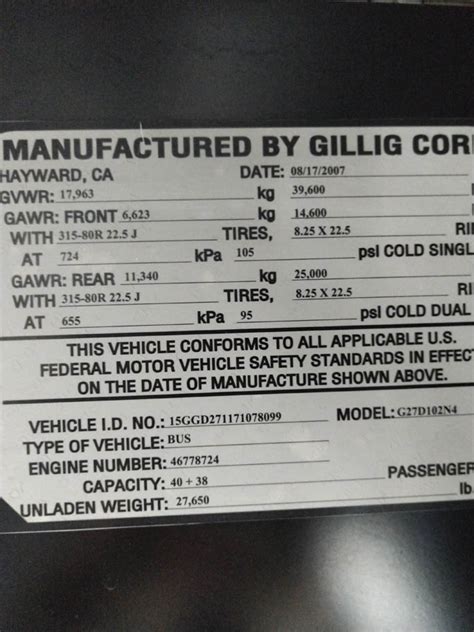 MANUFACTURED BY GILLIG COR
HAYWARD, CA DATE: 08/17/2007
GVWR: 17,963 kg 39,600
GAWR: FRONT 6,623 kg 14,600
WITH 315-80R 22.5 J TIRES, 8.25 X 22.5 RI
AT 724 kPa 105 psi COLD SINGL
GAWR: REAR 11,340 kg 25,000
WITH 315-80R 22.5 J TIRES, 8.25 X 22.5 RI
AT 655 kPa 95 psi COLD DUAL
THIS VEHICLE CONFORMS TO ALL APPLICABLE U.S.
FEDERAL MOTOR VEHICLE SAFETY STANDARDS IN EFFEC
ON THE DATE OF MANUFACTURE SHOWN ABOVE.
VEHICLE I.D. NO.: 15GGD271171078099 MODEL: G27D102N4
TYPE OF VEHICLE: BUS
ENGINE NUMBER: 46778724
CAPACITY: 40 + 38 PASSENGER
UNLADEN WEIGHT: 27,650 lb